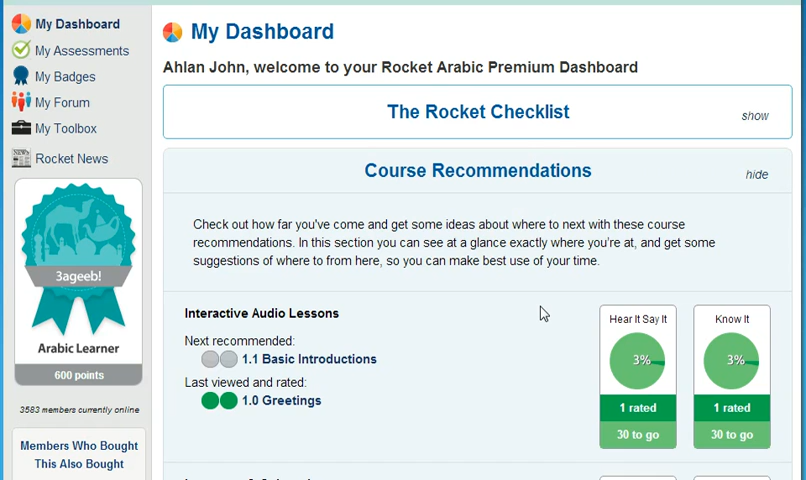 My Dashboard
My Assessments
My Badges
My Forum
My Toolbox
NEWS
Rocket News
3ageeb!
Arabic Learner
600 points
3583 members currently online
Members Who Bought
This Also Bought
My Dashboard
Ahlan John, welcome to your Rocket Arabic Premium Dashboard
The Rocket Checklist
show
Course Recommendations
hide
Check out how far you've come and get some ideas about where to next with these course
recommendations. In this section you can see at a glance exactly where you're at, and get some
suggestions of where to from here, so you can make best use of your time.
Interactive Audio Lessons
Next recommended:
1.1 Basic Introductions
Last viewed and rated:
1.0 Greetings
Hear It Say It
3%
1 rated
30 to go
Know It
3%
1 rated
30 to go